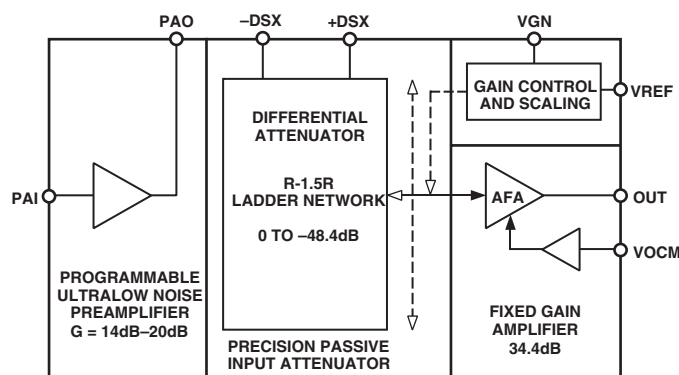 PAO
–DSX
+DSX
VGN
GAIN CONTROL
AND SCALING
VREF
DIFFERENTIAL
ATTENUATOR
R-1.5R
LADDER NETWORK
0 TO –48.4dB
PAI
AFA
OUT
VOCM
PROGRAMMABLE
ULTRALOW NOISE
PREAMPLIFIER
G = 14dB–20dB
PRECISION PASSIVE
INPUT ATTENUATOR
FIXED GAIN
AMPLIFIER
34.4dB